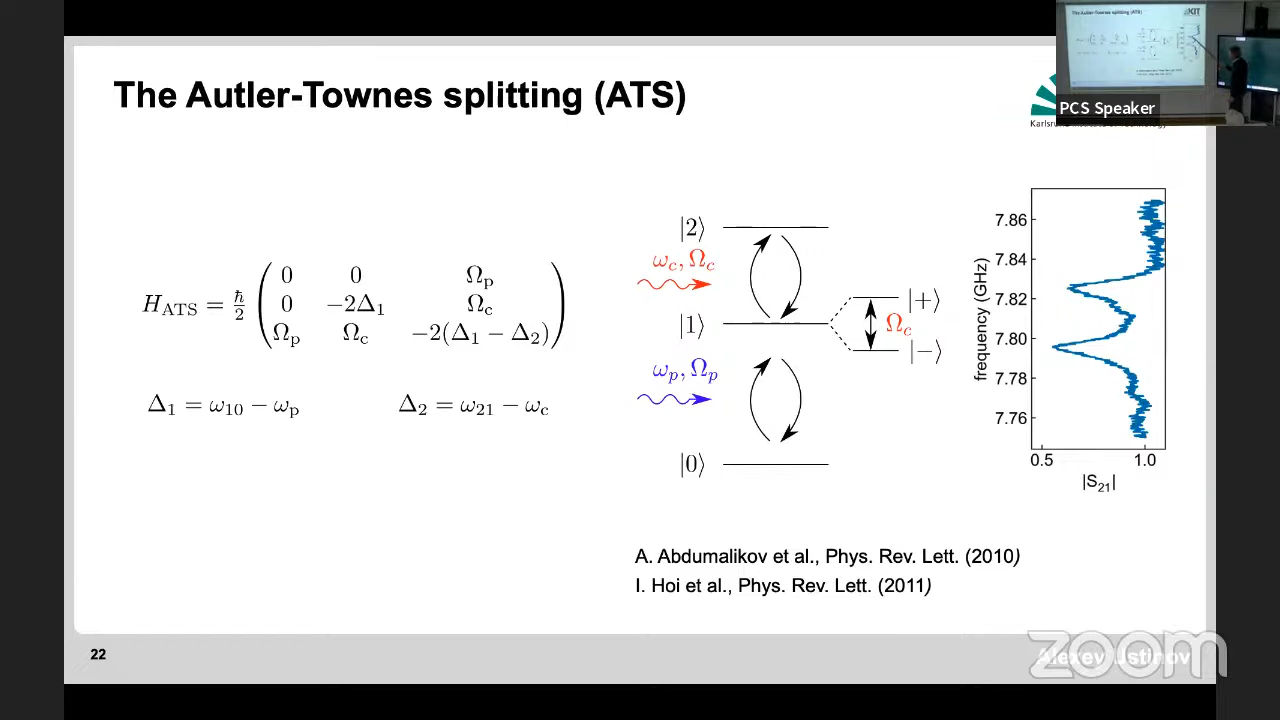 The Autler-Townes splitting (ATS)
PCS Speaker
H_ATS = ℏ/2 ( 0 0 Ω_p
0 −2Δ_1 Ω_c
Ω_p Ω_c −2(Δ_1 − Δ_2) )
Δ_1 = ω_10 − ω_p
Δ_2 = ω_21 − ω_c
|2⟩
ω_c, Ω_c
|1⟩
|+⟩
Ω_c
|−⟩
ω_p, Ω_p
|0⟩
frequency (GHz)
7.86
7.84
7.82
7.80
7.78
7.76
0.5 1.0
|S_21|
A. Abdumalikov et al., Phys. Rev. Lett. (2010)
I. Hoi et al., Phys. Rev. Lett. (2011)
22
Alexey Ustinov
zoom